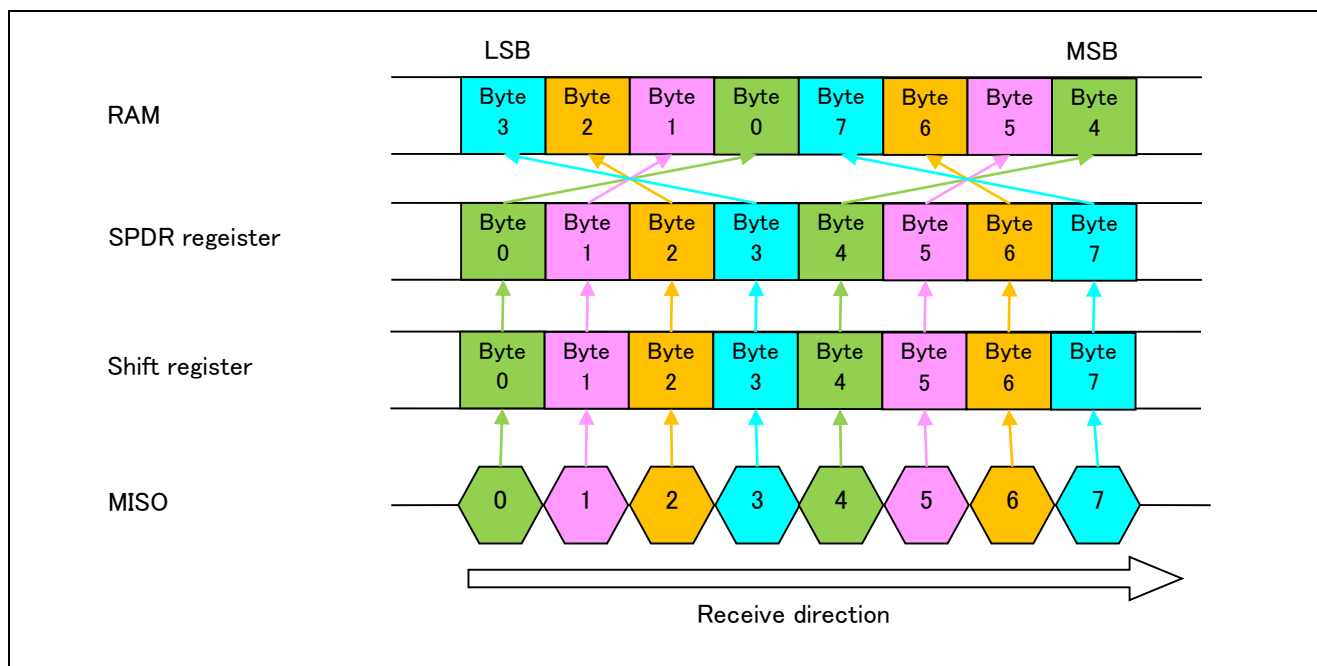 LSB MSB
RAM
Byte Byte Byte Byte Byte Byte Byte Byte
3 2 1 0 7 6 5 4
SPDR regeister
Byte Byte Byte Byte Byte Byte Byte Byte
0 1 2 3 4 5 6 7
Shift register
Byte Byte Byte Byte Byte Byte Byte Byte
0 1 2 3 4 5 6 7
MISO
0 1 2 3 4 5 6 7
Receive direction